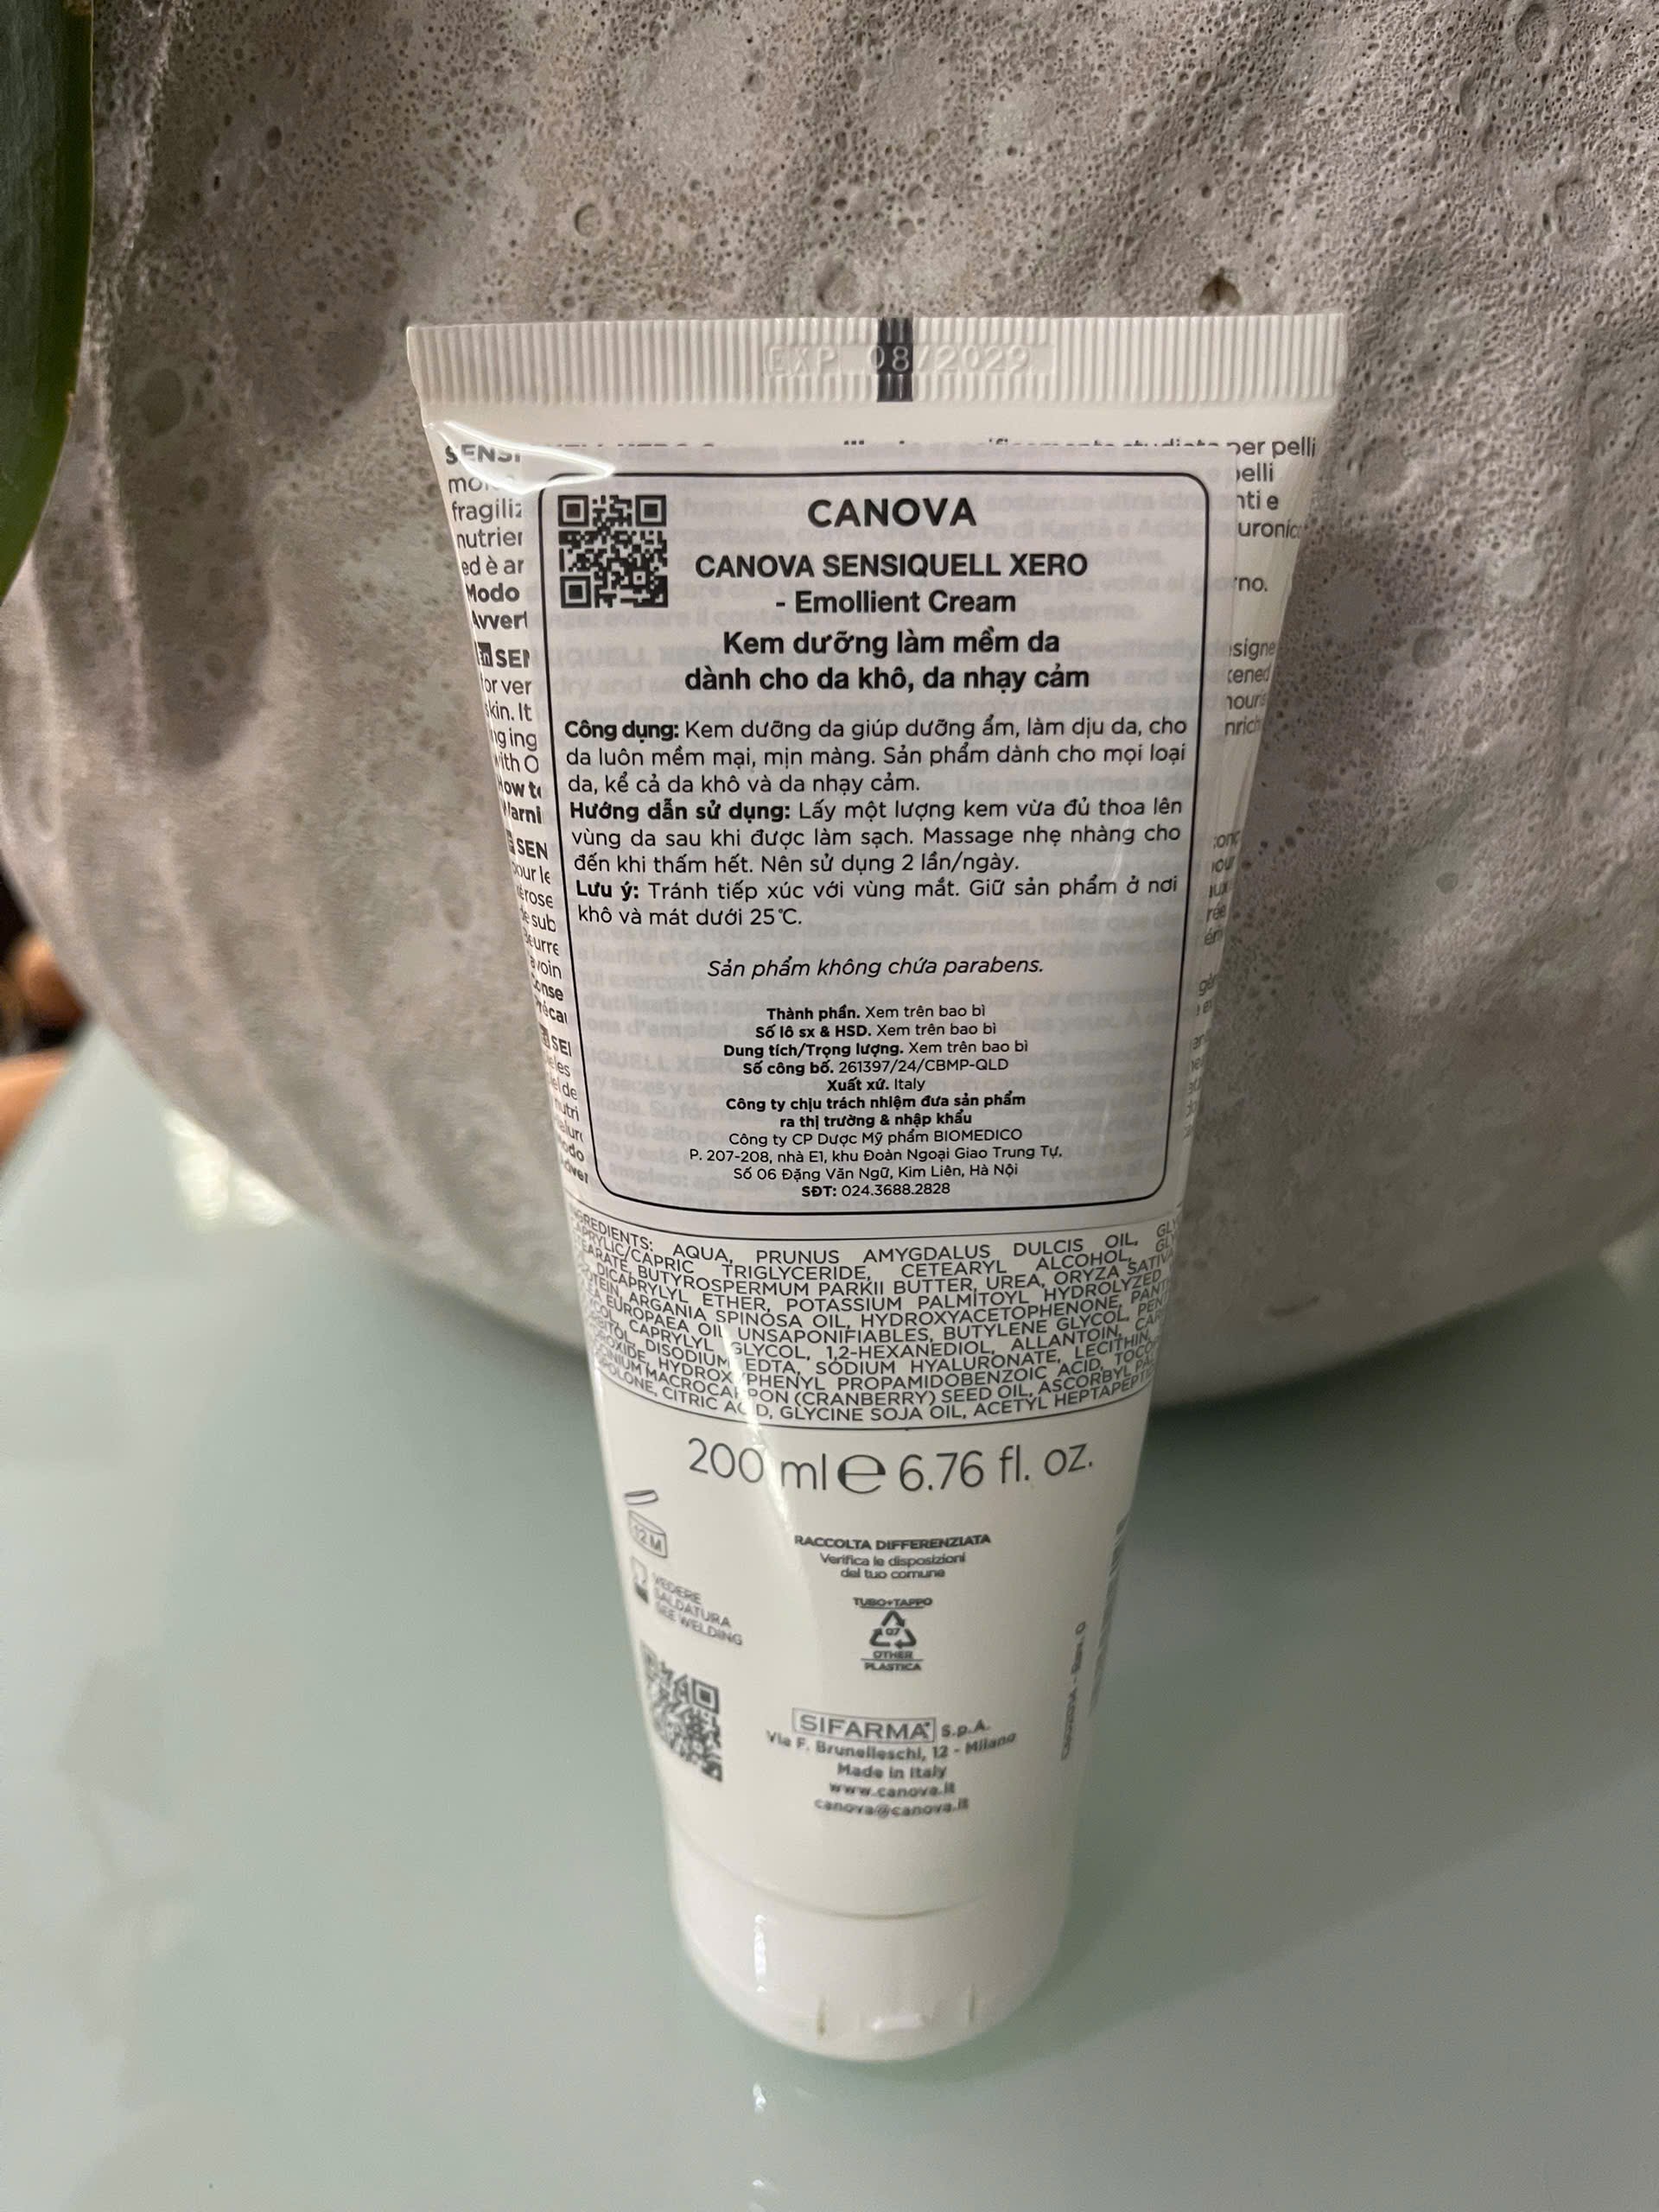 EXP 08/2029
per pelli
pelli
fragiliz
nti e
nutrier
uronic
ed è ar
Modo
rno.
Avvert
CANOVA
CANOVA SENSIQUELL XERO
- Emollient Cream
Kem dưỡng làm mềm da
dành cho da khô, da nhạy cảm
Công dụng: Kem dưỡng da giúp dưỡng ẩm, làm dịu da, cho
da luôn mềm mại, mịn màng. Sản phẩm dành cho mọi loại
da, kể cả da khô và da nhạy cảm.
Hướng dẫn sử dụng: Lấy một lượng kem vừa đủ thoa lên
vùng da sau khi được làm sạch. Massage nhẹ nhàng cho
đến khi thấm hết. Nên sử dụng 2 lần/ngày.
Lưu ý: Tránh tiếp xúc với vùng mắt. Giữ sản phẩm ở nơi
khô và mát dưới 25°C.
Sản phẩm không chứa parabens.
Thành phần. Xem trên bao bì
Số lô sx & HSD. Xem trên bao bì
Dung tích/Trọng lượng. Xem trên bao bì
Số công bố. 261397/24/CBMP-QLD
Xuất xứ. Italy
Công ty chịu trách nhiệm đưa sản phẩm
ra thị trường & nhập khẩu
Công ty CP Dược Mỹ phẩm BIOMEDICO
P. 207-208, nhà E1, khu Đoàn Ngoại Giao Trung Tự,
Số 06 Đặng Văn Ngữ, Kim Liên, Hà Nội
SĐT: 024.3688.2828
INGREDIENTS: AQUA, PRUNUS AMYGDALUS DULCIS OIL,
CAPRYLIC/CAPRIC TRIGLYCERIDE, CETEARYL ALCOHOL,
BUTYROSPERMUM PARKII BUTTER, UREA, ORYZA SATIVA
DICAPRYLYL ETHER, POTASSIUM PALMITOYL HYDROLYZED
ARGANIA SPINOSA OIL, HYDROXYACETOPHENONE,
EUROPAEA OIL UNSAPONIFIABLES, BUTYLENE GLYCOL,
CAPRYLYL GLYCOL, 1,2-HEXANEDIOL, ALLANTOIN,
DISODIUM EDTA, SODIUM HYALURONATE, LECITHIN,
HYDROXYPHENYL PROPAMIDOBENZOIC ACID,
MACROCARPON (CRANBERRY) SEED OIL, ASCORBYL
CITRIC ACID, GLYCINE SOJA OIL, ACETYL
200 ml e 6.76 fl. oz.
12 M
VEDERE
SALDATURA
SEE WELDING
RACCOLTA DIFFERENZIATA
Verifica le disposizioni
del tuo comune
TUBO+TAPPO
07
OTHER
PLASTICA
SIFARMA S.p.A.
Via F. Brunelleschi, 12 - Milano
Made in Italy
www.canova.it
canova@canova.it